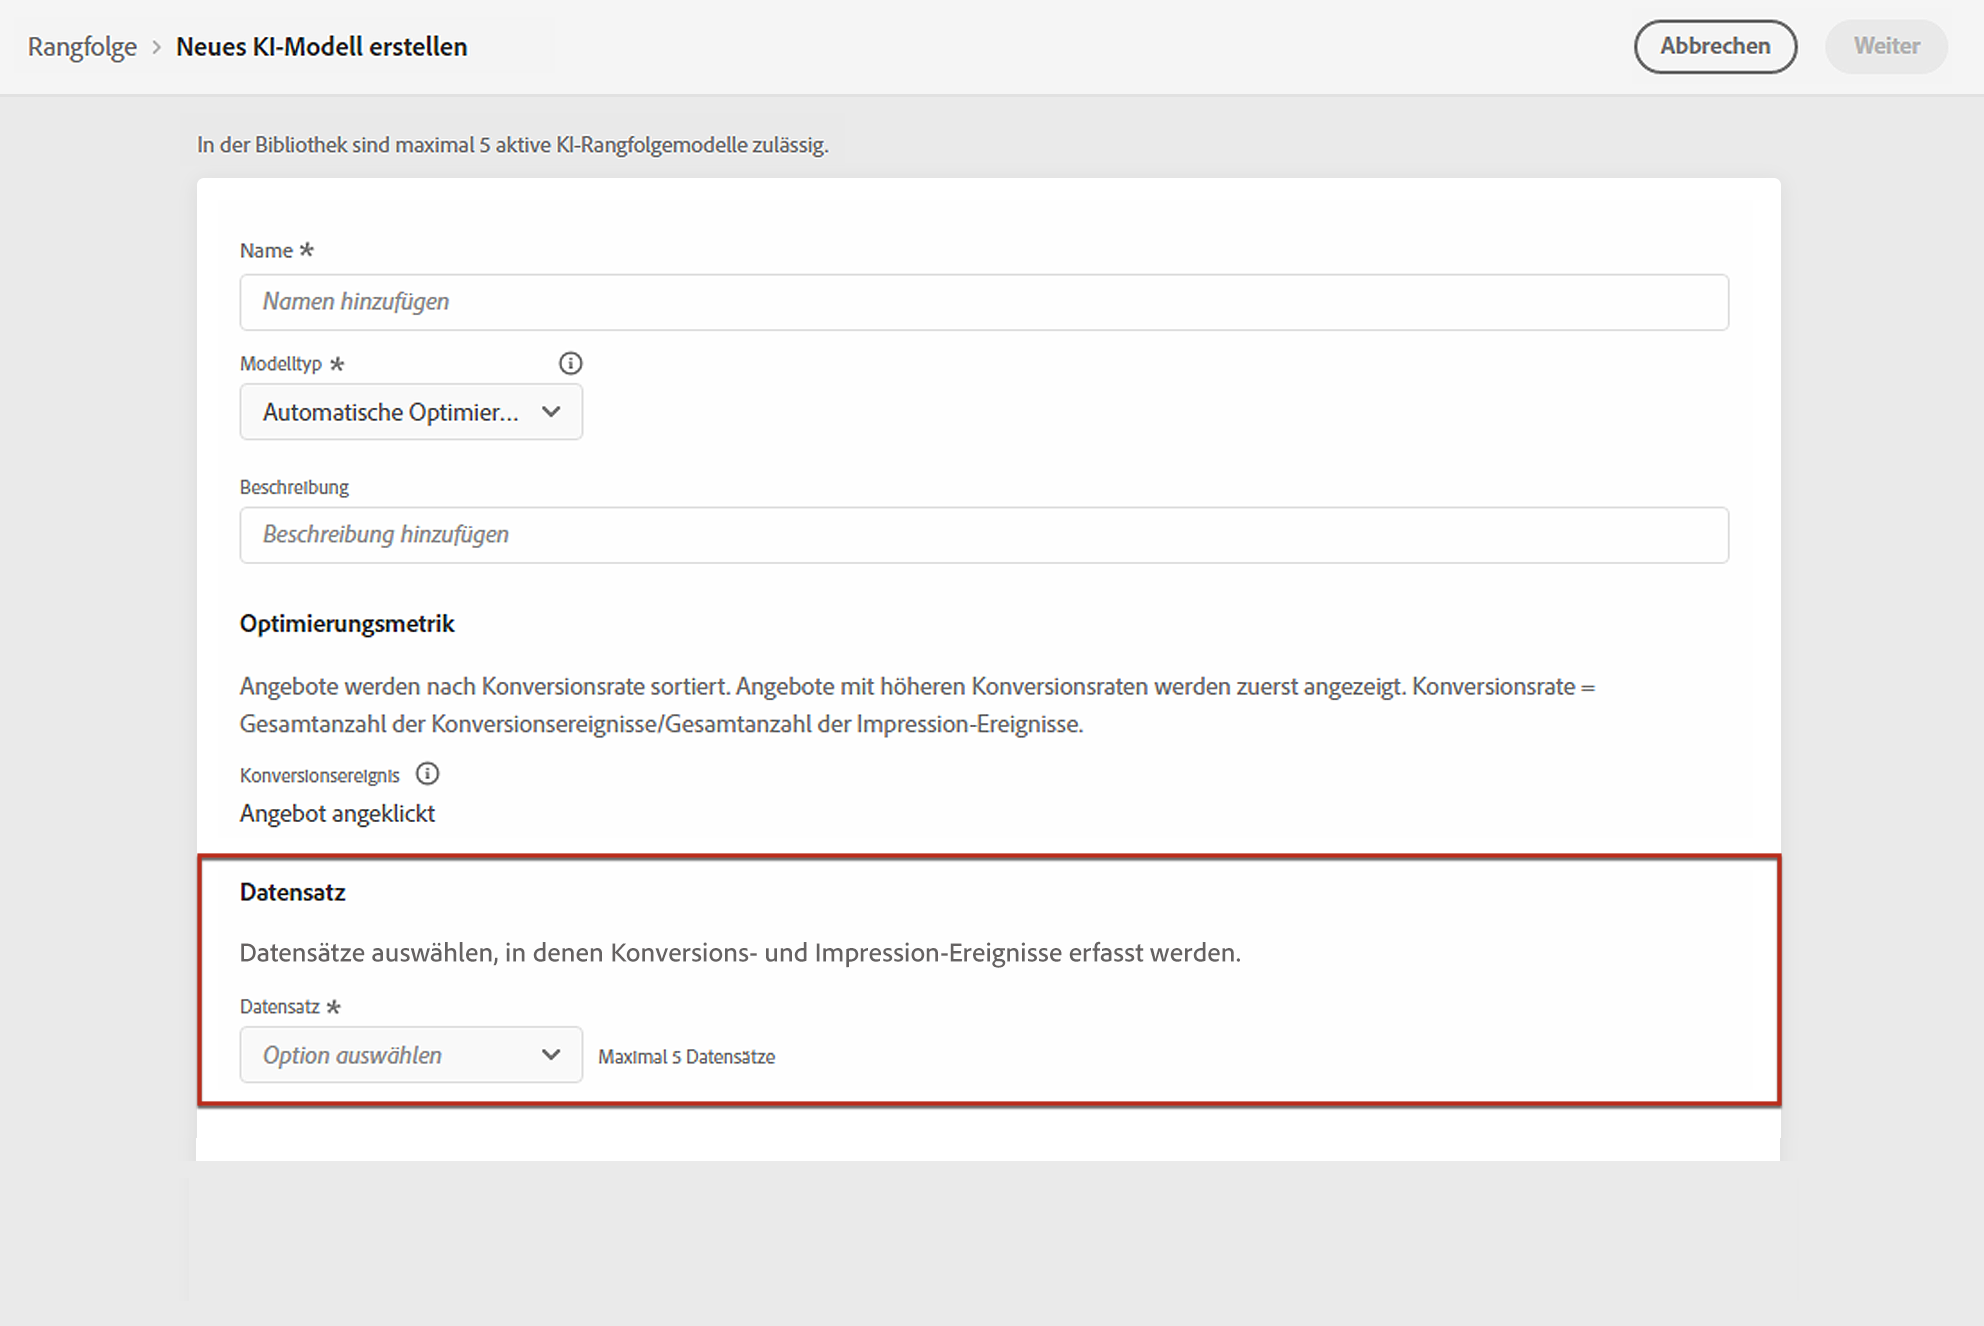 Rangfolge > Neues KI-Modell erstellen
Abbrechen
Weiter
In der Bibliothek sind maximal 5 aktive KI-Rangfolgemodelle zulässig.
Name *
Namen hinzufügen
Modelltyp *
Automatische Optimier...
Beschreibung
Beschreibung hinzufügen
Optimierungsmetrik
Angebote werden nach Konversionsrate sortiert. Angebote mit höheren Konversionsraten werden zuerst angezeigt. Konversionsrate =
Gesamtanzahl der Konversionsereignisse/Gesamtanzahl der Impression-Ereignisse.
Konversionsereignis
Angebot angeklickt
Datensatz
Datensätze auswählen, in denen Konversions- und Impression-Ereignisse erfasst werden.
Datensatz *
Option auswählen
Maximal 5 Datensätze